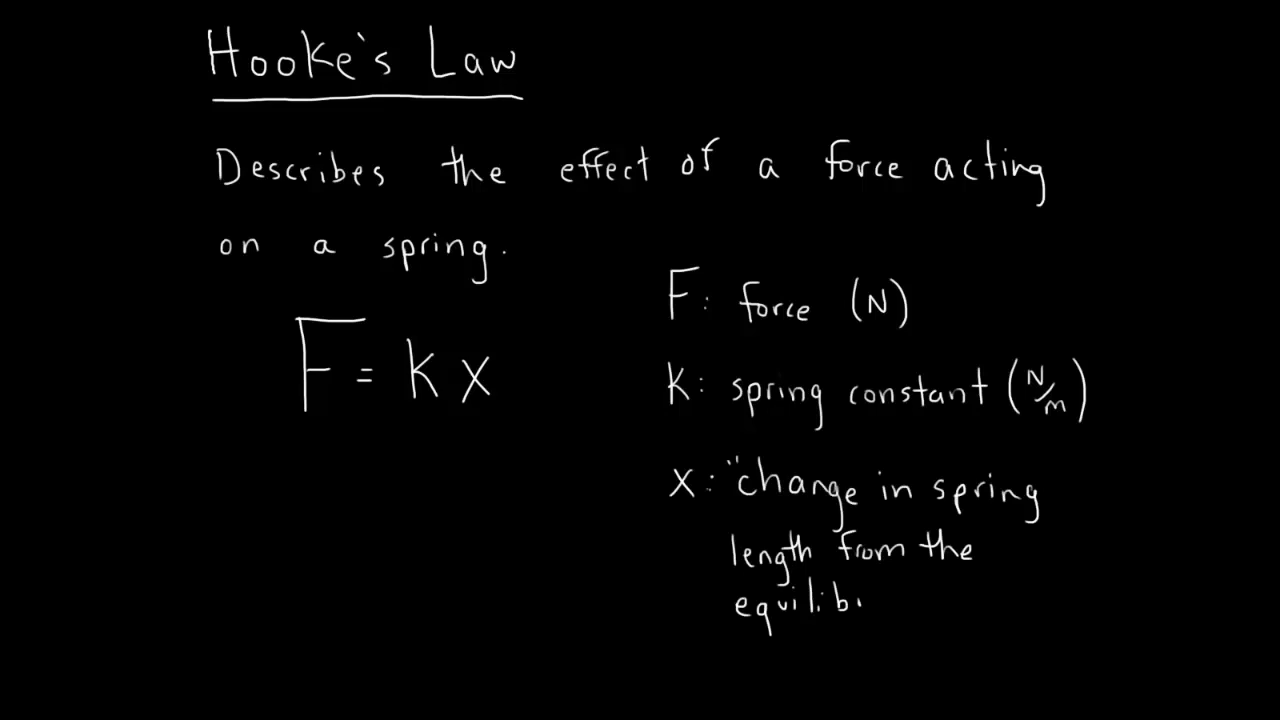 Hooke's Law
Describes the effect of a force acting
on a spring.
F = k x
F: force (N)
K: spring constant (N/m)
x: "change in spring
length from the
equilib